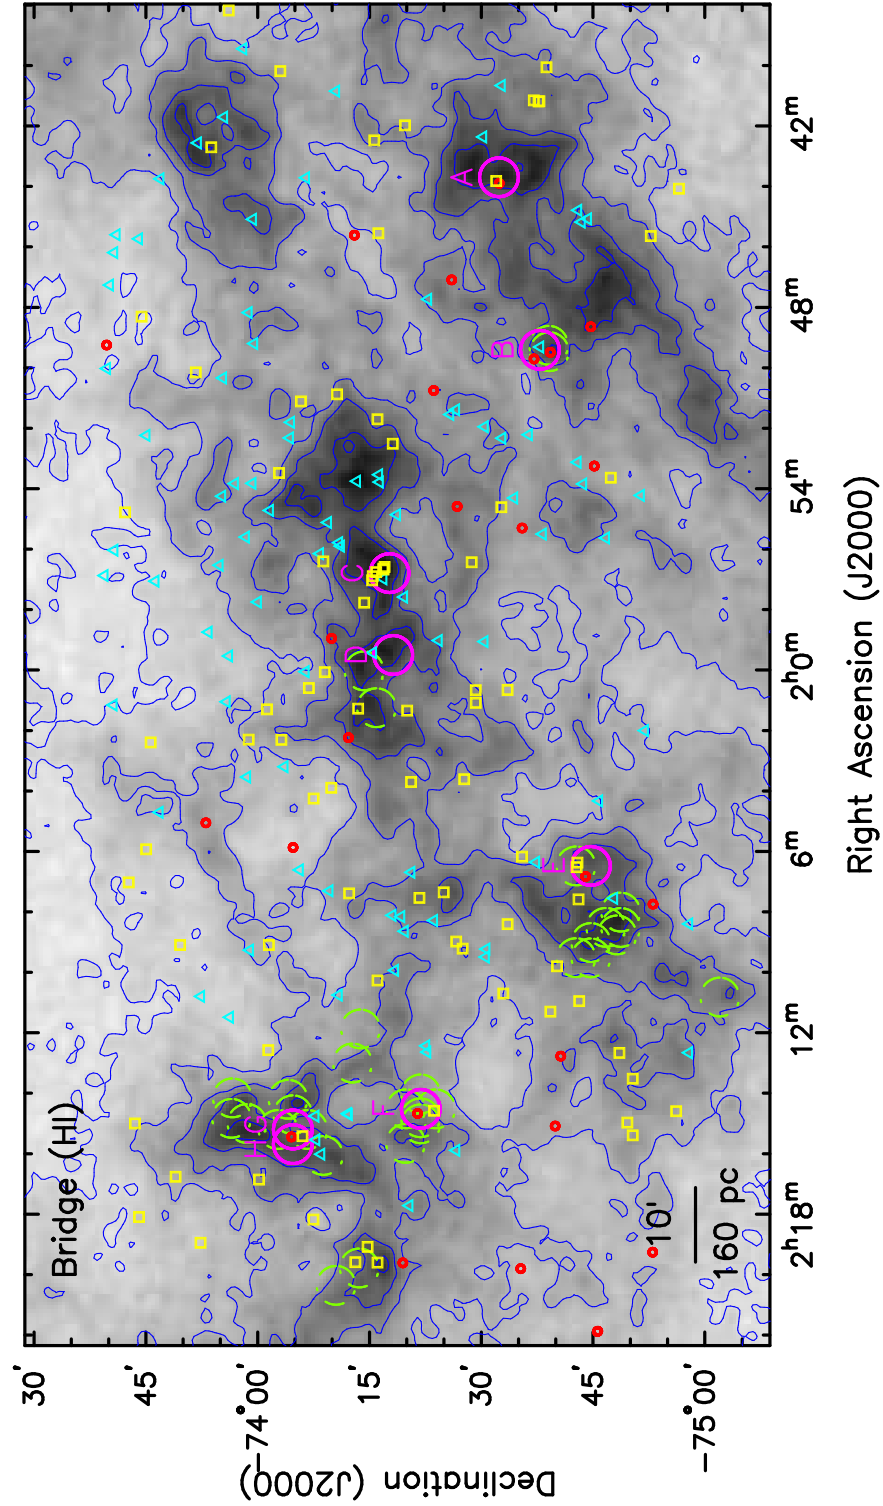 Bridge (HI)
30'
45'
−74°00'
15'
30'
45'
−75°00'
Declination (J2000)
2h18m
12m
6m
2h0m
54m
48m
42m
Right Ascension (J2000)
A
B
C
D
E
F
G
H
10'
160 pc